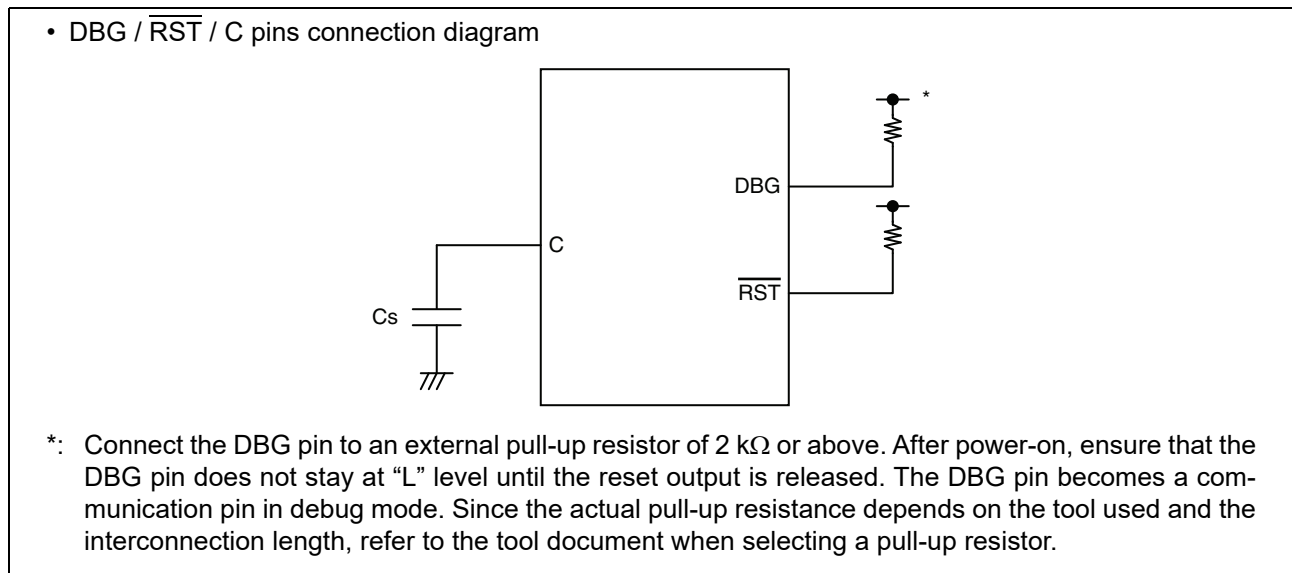 • DBG / R̅S̅T̅ / C pins connection diagram
*
DBG
C
R̅S̅T̅
Cs
*: Connect the DBG pin to an external pull-up resistor of 2 kΩ or above. After power-on, ensure that the
DBG pin does not stay at “L” level until the reset output is released. The DBG pin becomes a com-
munication pin in debug mode. Since the actual pull-up resistance depends on the tool used and the
interconnection length, refer to the tool document when selecting a pull-up resistor.